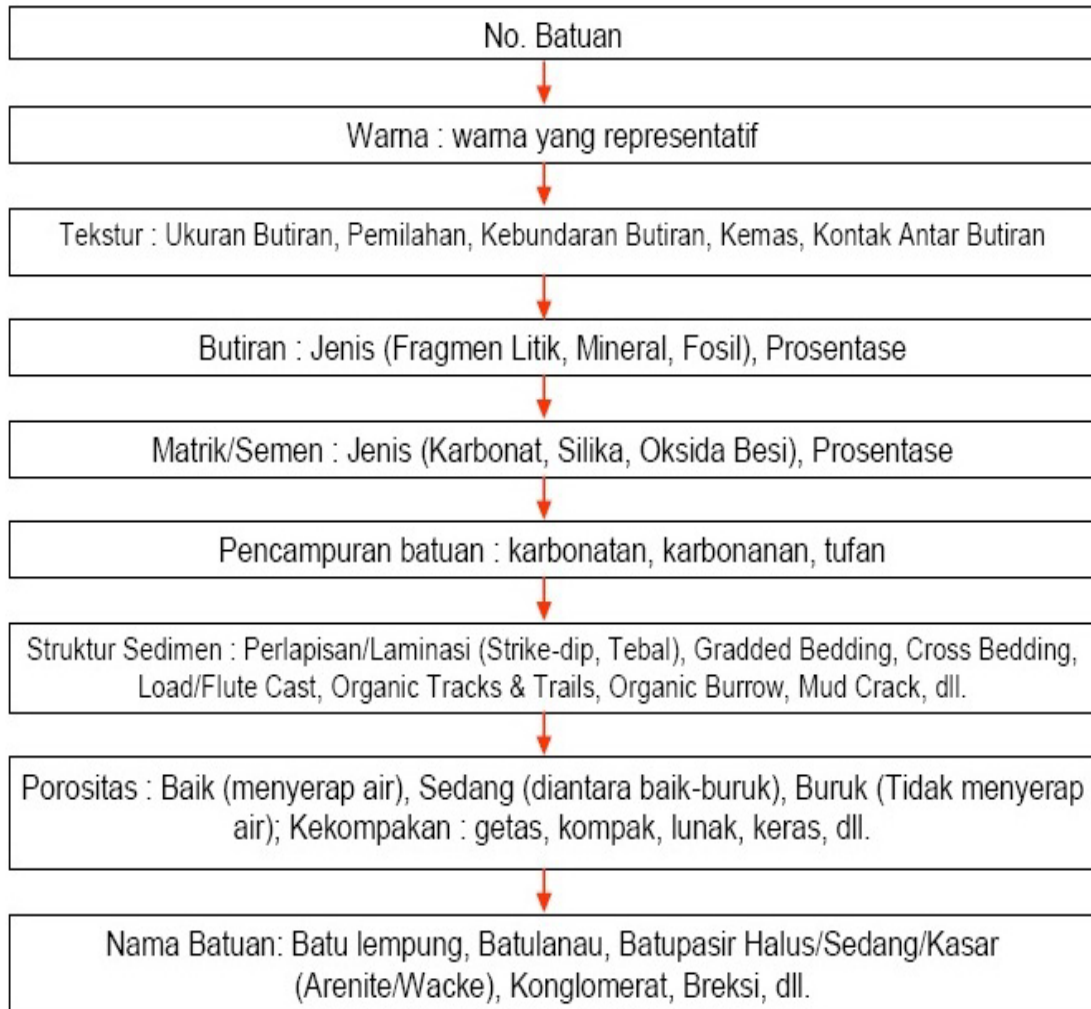 No. Batuan
Warna : warna yang representatif
Tekstur : Ukuran Butiran, Pemilahan, Kebundaran Butiran, Kemas, Kontak Antar Butiran
Butiran : Jenis (Fragmen Litik, Mineral, Fosil), Prosentase
Matrik/Semen : Jenis (Karbonat, Silika, Oksida Besi), Prosentase
Pencampuran batuan : karbonatan, karbonanan, tufan
Struktur Sedimen : Perlapisan/Laminasi (Strike-dip, Tebal), Gradded Bedding, Cross Bedding,
Load/Flute Cast, Organic Tracks & Trails, Organic Burrow, Mud Crack, dll.
Porositas : Baik (menyerap air), Sedang (diantara baik-buruk), Buruk (Tidak menyerap
air); Kekompakan : getas, kompak, lunak, keras, dll.
Nama Batuan: Batu lempung, Batulanau, Batupasir Halus/Sedang/Kasar
(Arenite/Wacke), Konglomerat, Breksi, dll.